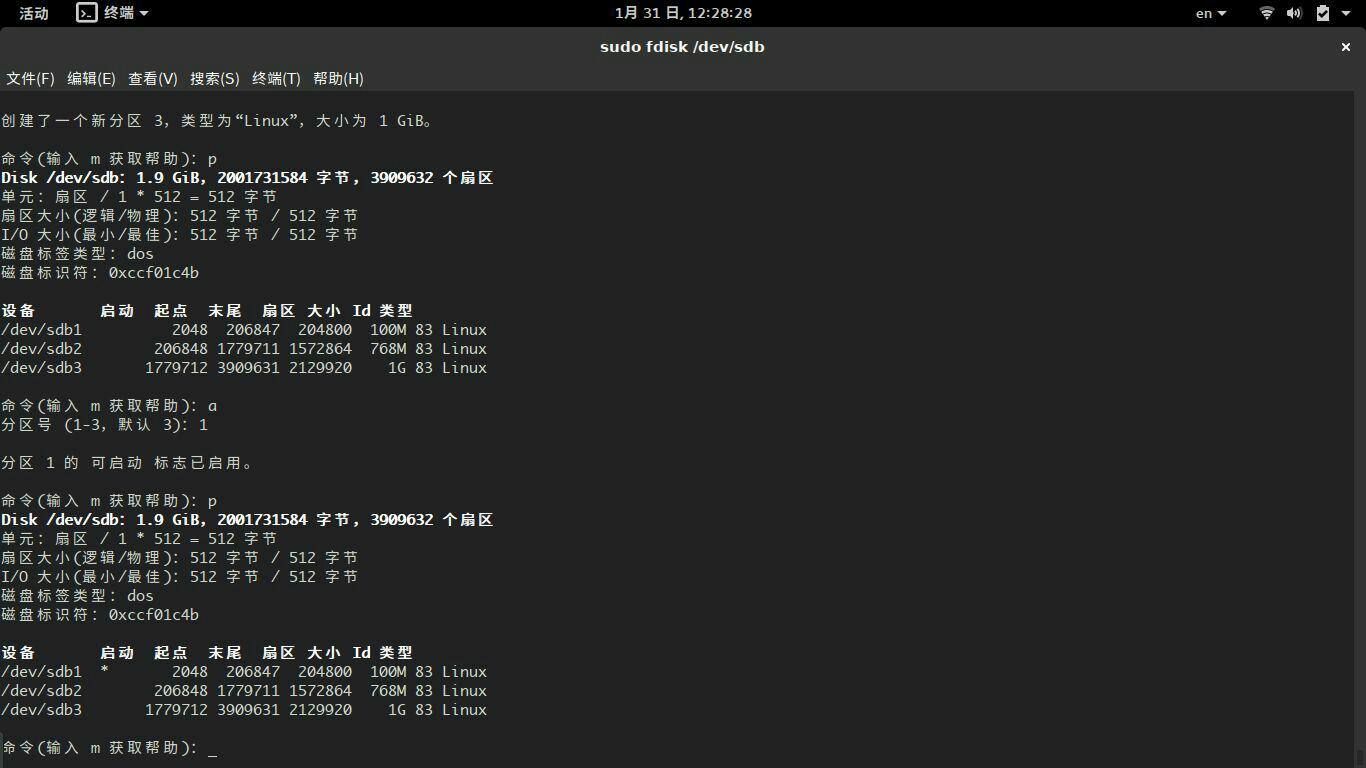 活动 终端 1月 31 日, 12:28:28 en
sudo fdisk /dev/sdb ×
文件(F) 编辑(E) 查看(V) 搜索(S) 终端(T) 帮助(H)
创建了一个新分区 3，类型为“Linux”，大小为 1 GiB。
命令(输入 m 获取帮助)：p
Disk /dev/sdb：1.9 GiB，2001731584 字节，3909632 个扇区
单元：扇区 / 1 * 512 = 512 字节
扇区大小(逻辑/物理)：512 字节 / 512 字节
I/O 大小(最小/最佳)：512 字节 / 512 字节
磁盘标签类型：dos
磁盘标识符：0xccf01c4b
设备 启动 起点 末尾 扇区 大小 Id 类型
/dev/sdb1 2048 206847 204800 100M 83 Linux
/dev/sdb2 206848 1779711 1572864 768M 83 Linux
/dev/sdb3 1779712 3909631 2129920 1G 83 Linux
命令(输入 m 获取帮助)：a
分区号 (1-3，默认 3)：1
分区 1 的 可启动 标志已启用。
命令(输入 m 获取帮助)：p
Disk /dev/sdb：1.9 GiB，2001731584 字节，3909632 个扇区
单元：扇区 / 1 * 512 = 512 字节
扇区大小(逻辑/物理)：512 字节 / 512 字节
I/O 大小(最小/最佳)：512 字节 / 512 字节
磁盘标签类型：dos
磁盘标识符：0xccf01c4b
设备 启动 起点 末尾 扇区 大小 Id 类型
/dev/sdb1 * 2048 206847 204800 100M 83 Linux
/dev/sdb2 206848 1779711 1572864 768M 83 Linux
/dev/sdb3 1779712 3909631 2129920 1G 83 Linux
命令(输入 m 获取帮助)：_